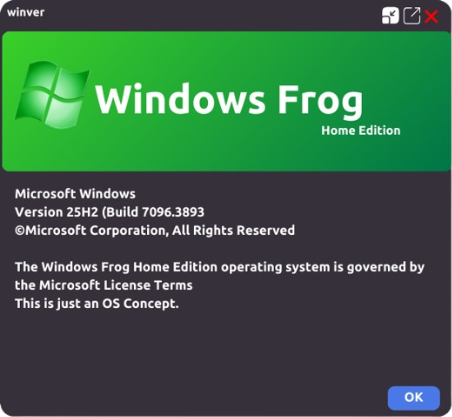 winver
Windows Frog
Home Edition
Microsoft Windows
Version 25H2 (Build 7096.3893
©Microsoft Corporation, All Rights Reserved
The Windows Frog Home Edition operating system is governed by
the Microsoft License Terms
This is just an OS Concept.
OK